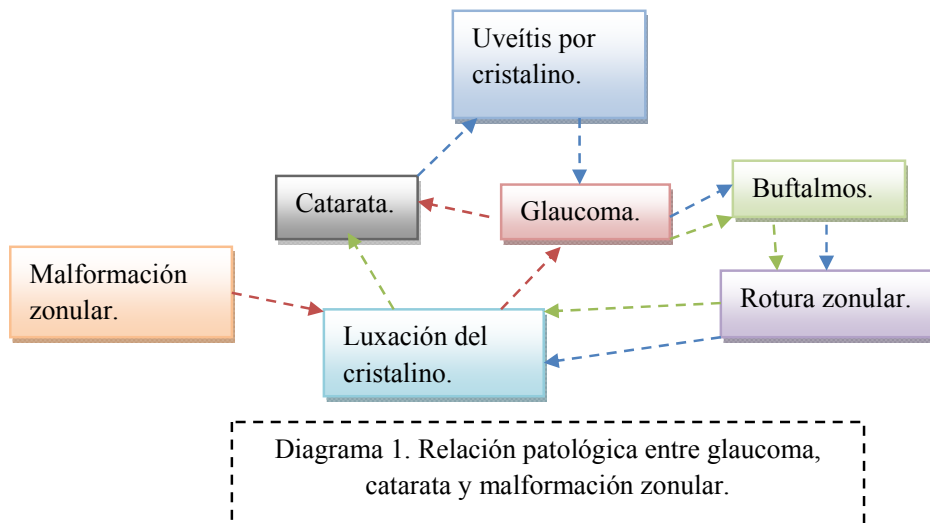 Uveítis por
cristalino.
Catarata.
Glaucoma.
Buftalmos.
Malformación
zonular.
Rotura zonular.
Luxación del
cristalino.
Diagrama 1. Relación patológica entre glaucoma,
catarata y malformación zonular.